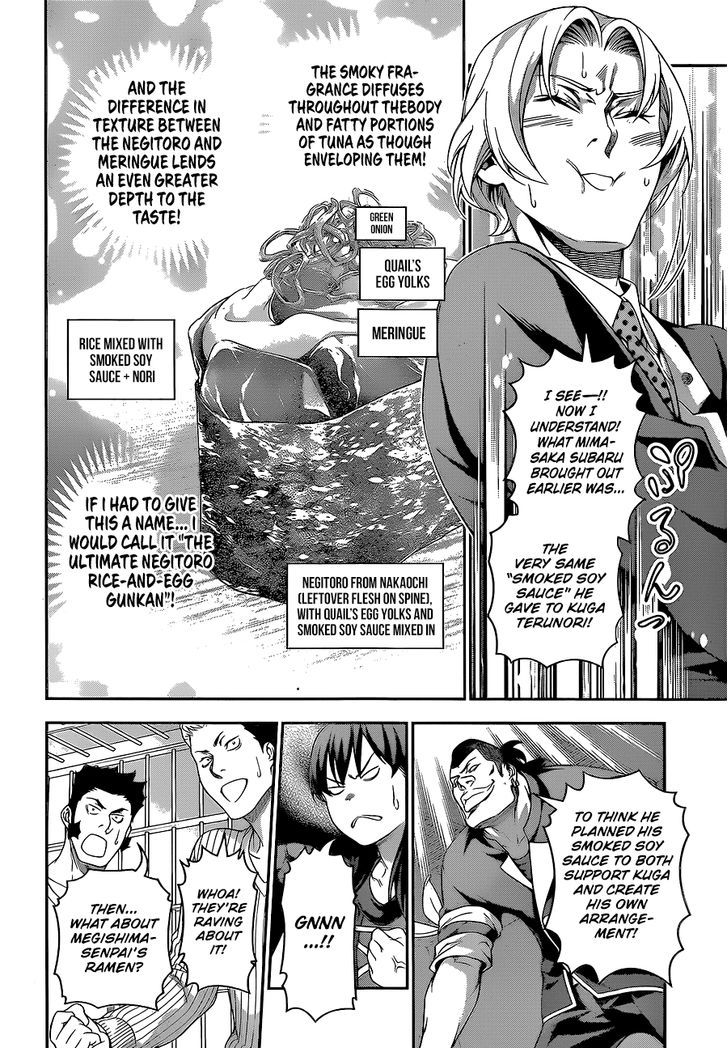 I SEE—!!
NOW I
UNDERSTAND!
WHAT MIMA-
SAKA SUBARU
BROUGHT OUT
EARLIER WAS...
THE
VERY SAME
"SMOKED SOY
SAUCE" HE
GAVE TO KUGA
TERUNORI!
ぷるんっ
THE SMOKY FRA-
GRANCE DIFFUSES
THROUGHOUT THEBODY
AND FATTY PORTIONS
OF TUNA AS THOUGH
ENVELOPING THEM!
AND THE
DIFFERENCE IN
TEXTURE BETWEEN
THE NEGITORO AND
MERINGUE LENDS
AN EVEN GREATER
DEPTH TO THE
TASTE!
GREEN
ONION
QUAIL'S
EGG YOLKS
MERINGUE
RICE MIXED WITH
SMOKED SOY
SAUCE + NORI
NEGITORO FROM NAKAOCHI
(LEFTOVER FLESH ON SPINE),
WITH QUAIL'S EGG YOLKS AND
SMOKED SOY SAUCE MIXED IN
IF I HAD TO GIVE
THIS A NAME... I
WOULD CALL IT "THE
ULTIMATE NEGITORO
RICE-AND-EGG
GUNKAN"!
TO THINK HE
PLANNED HIS
SMOKED SOY
SAUCE TO BOTH
SUPPORT KUGA
AND CREATE
HIS OWN
ARRANGE-
MENT!
GNNN
...!!
WHOA!
THEY'RE
RAVING
ABOUT
IT!
THEN...
WHAT ABOUT
MEGISHIMA-
SENPAI'S
RAMEN?